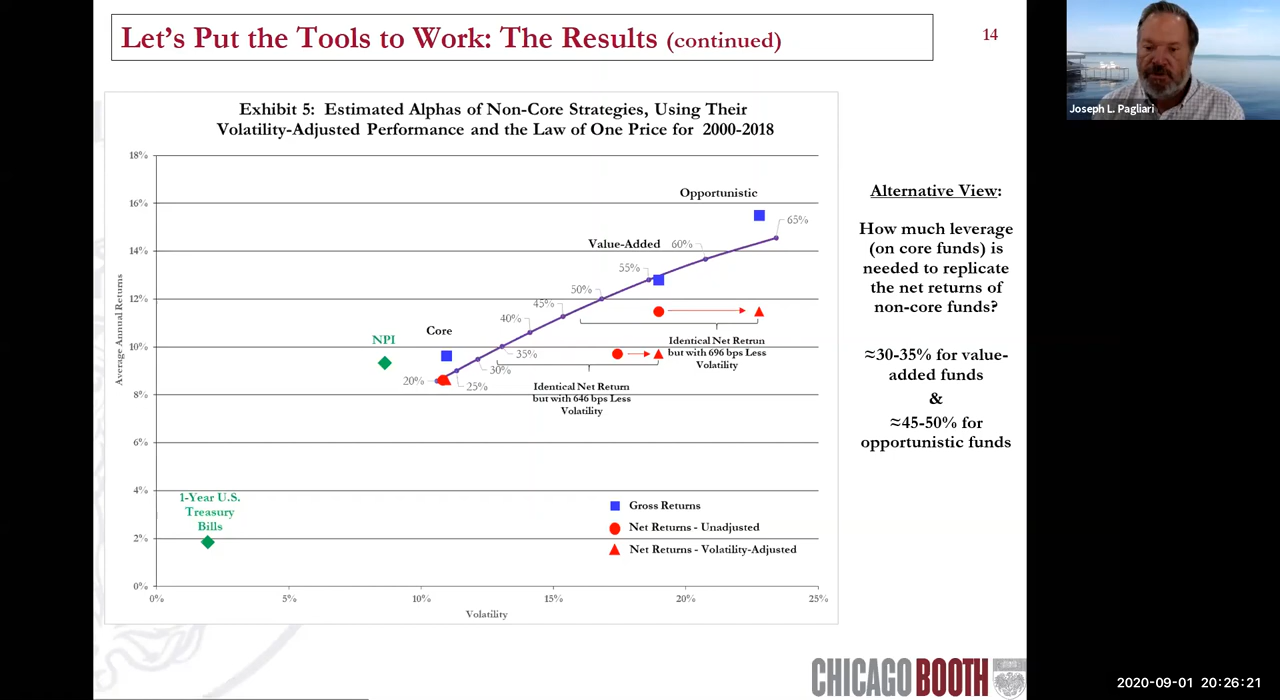 Let's Put the Tools to Work: The Results (continued)
14
Joseph L. Pagliari
Exhibit 5: Estimated Alphas of Non-Core Strategies, Using Their
Volatility-Adjusted Performance and the Law of One Price for 2000-2018
18%
16%
14%
12%
10%
8%
6%
4%
2%
0%
Average Annual Returns
0%
5%
10%
15%
20%
25%
Volatility
Opportunistic
65%
Value-Added
60%
55%
50%
45%
40%
35%
30%
25%
20%
Core
NPI
Identical Net Retrun
but with 696 bps Less
Volatility
Identical Net Return
but with 646 bps Less
Volatility
1-Year U.S.
Treasury
Bills
Gross Returns
Net Returns - Unadjusted
Net Returns - Volatility-Adjusted
Alternative View:
How much leverage
(on core funds) is
needed to replicate
the net returns of
non-core funds?
≈30-35% for value-
added funds
&
≈45-50% for
opportunistic funds
CHICAGO BOOTH
2020-09-01 20:26:21